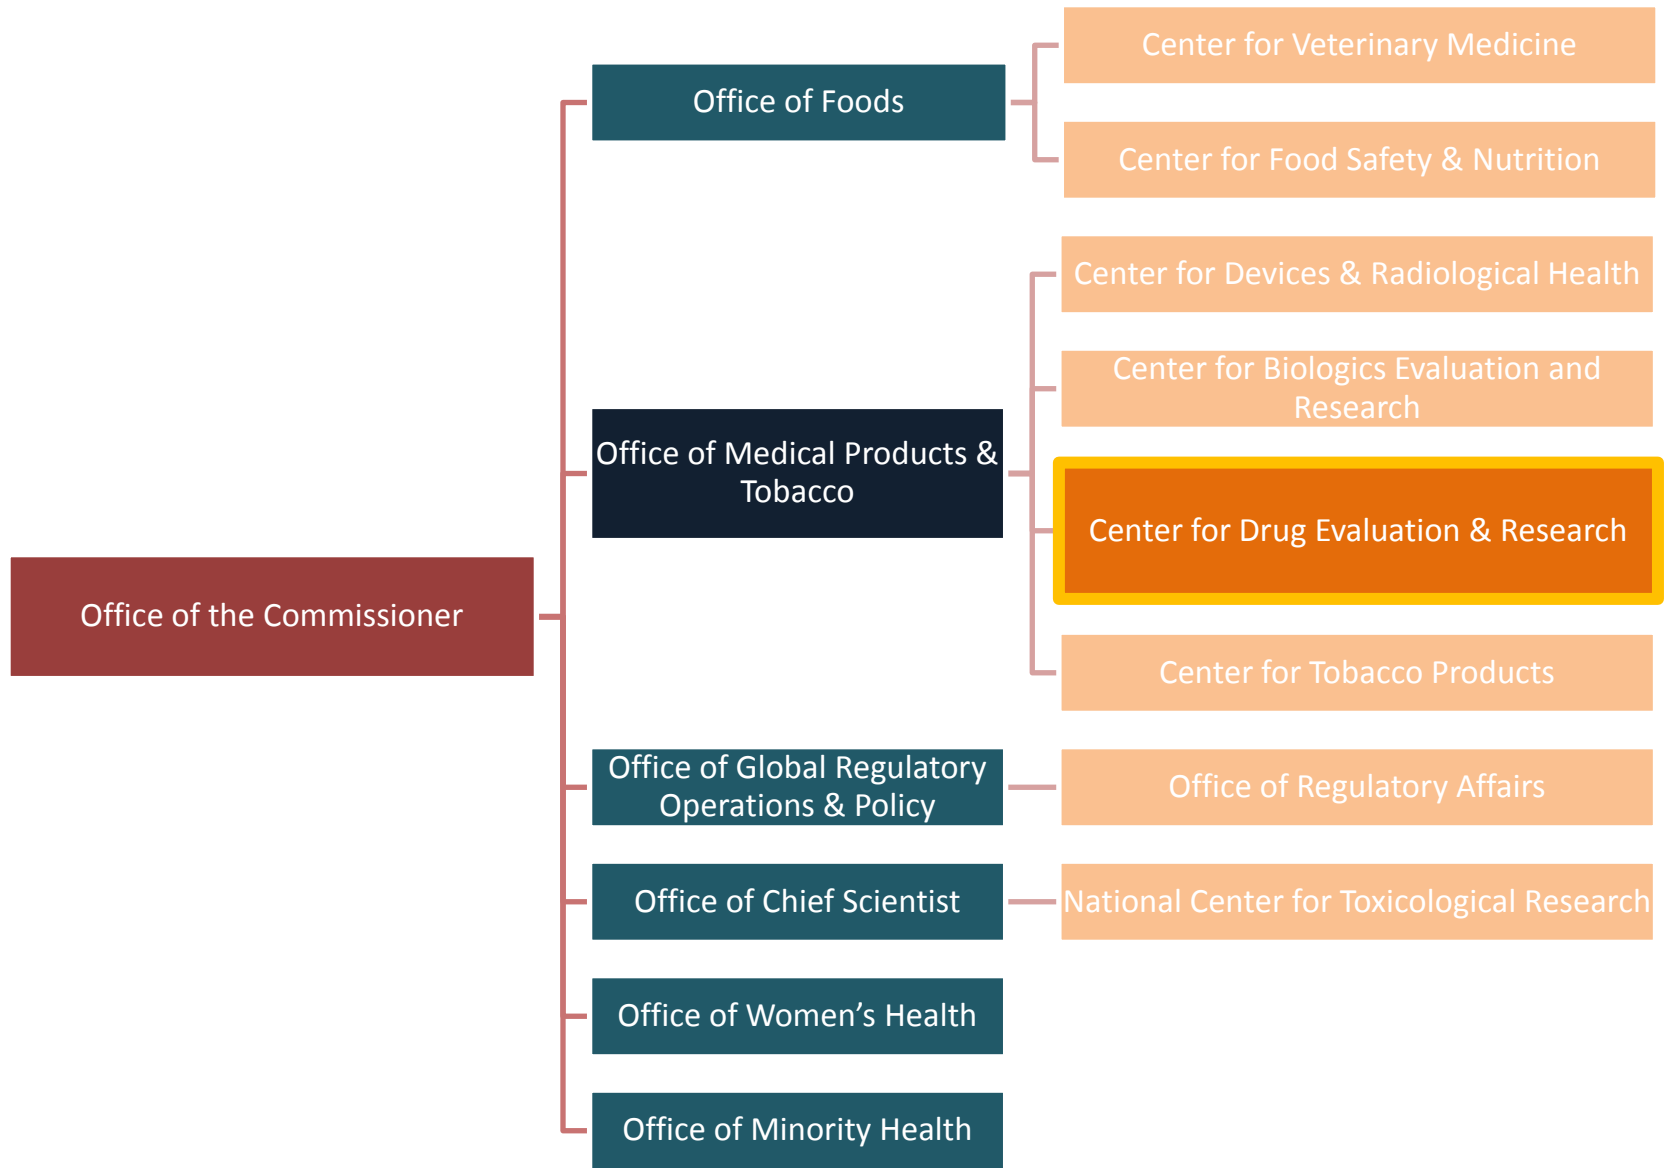 Office of the Commissioner
Office of Foods
Center for Veterinary Medicine
Center for Food Safety & Nutrition
Office of Medical Products &
Tobacco
Center for Devices & Radiological Health
Center for Biologics Evaluation and
Research
Center for Drug Evaluation & Research
Center for Tobacco Products
Office of Global Regulatory
Operations & Policy
Office of Regulatory Affairs
Office of Chief Scientist
National Center for Toxicological Research
Office of Women’s Health
Office of Minority Health